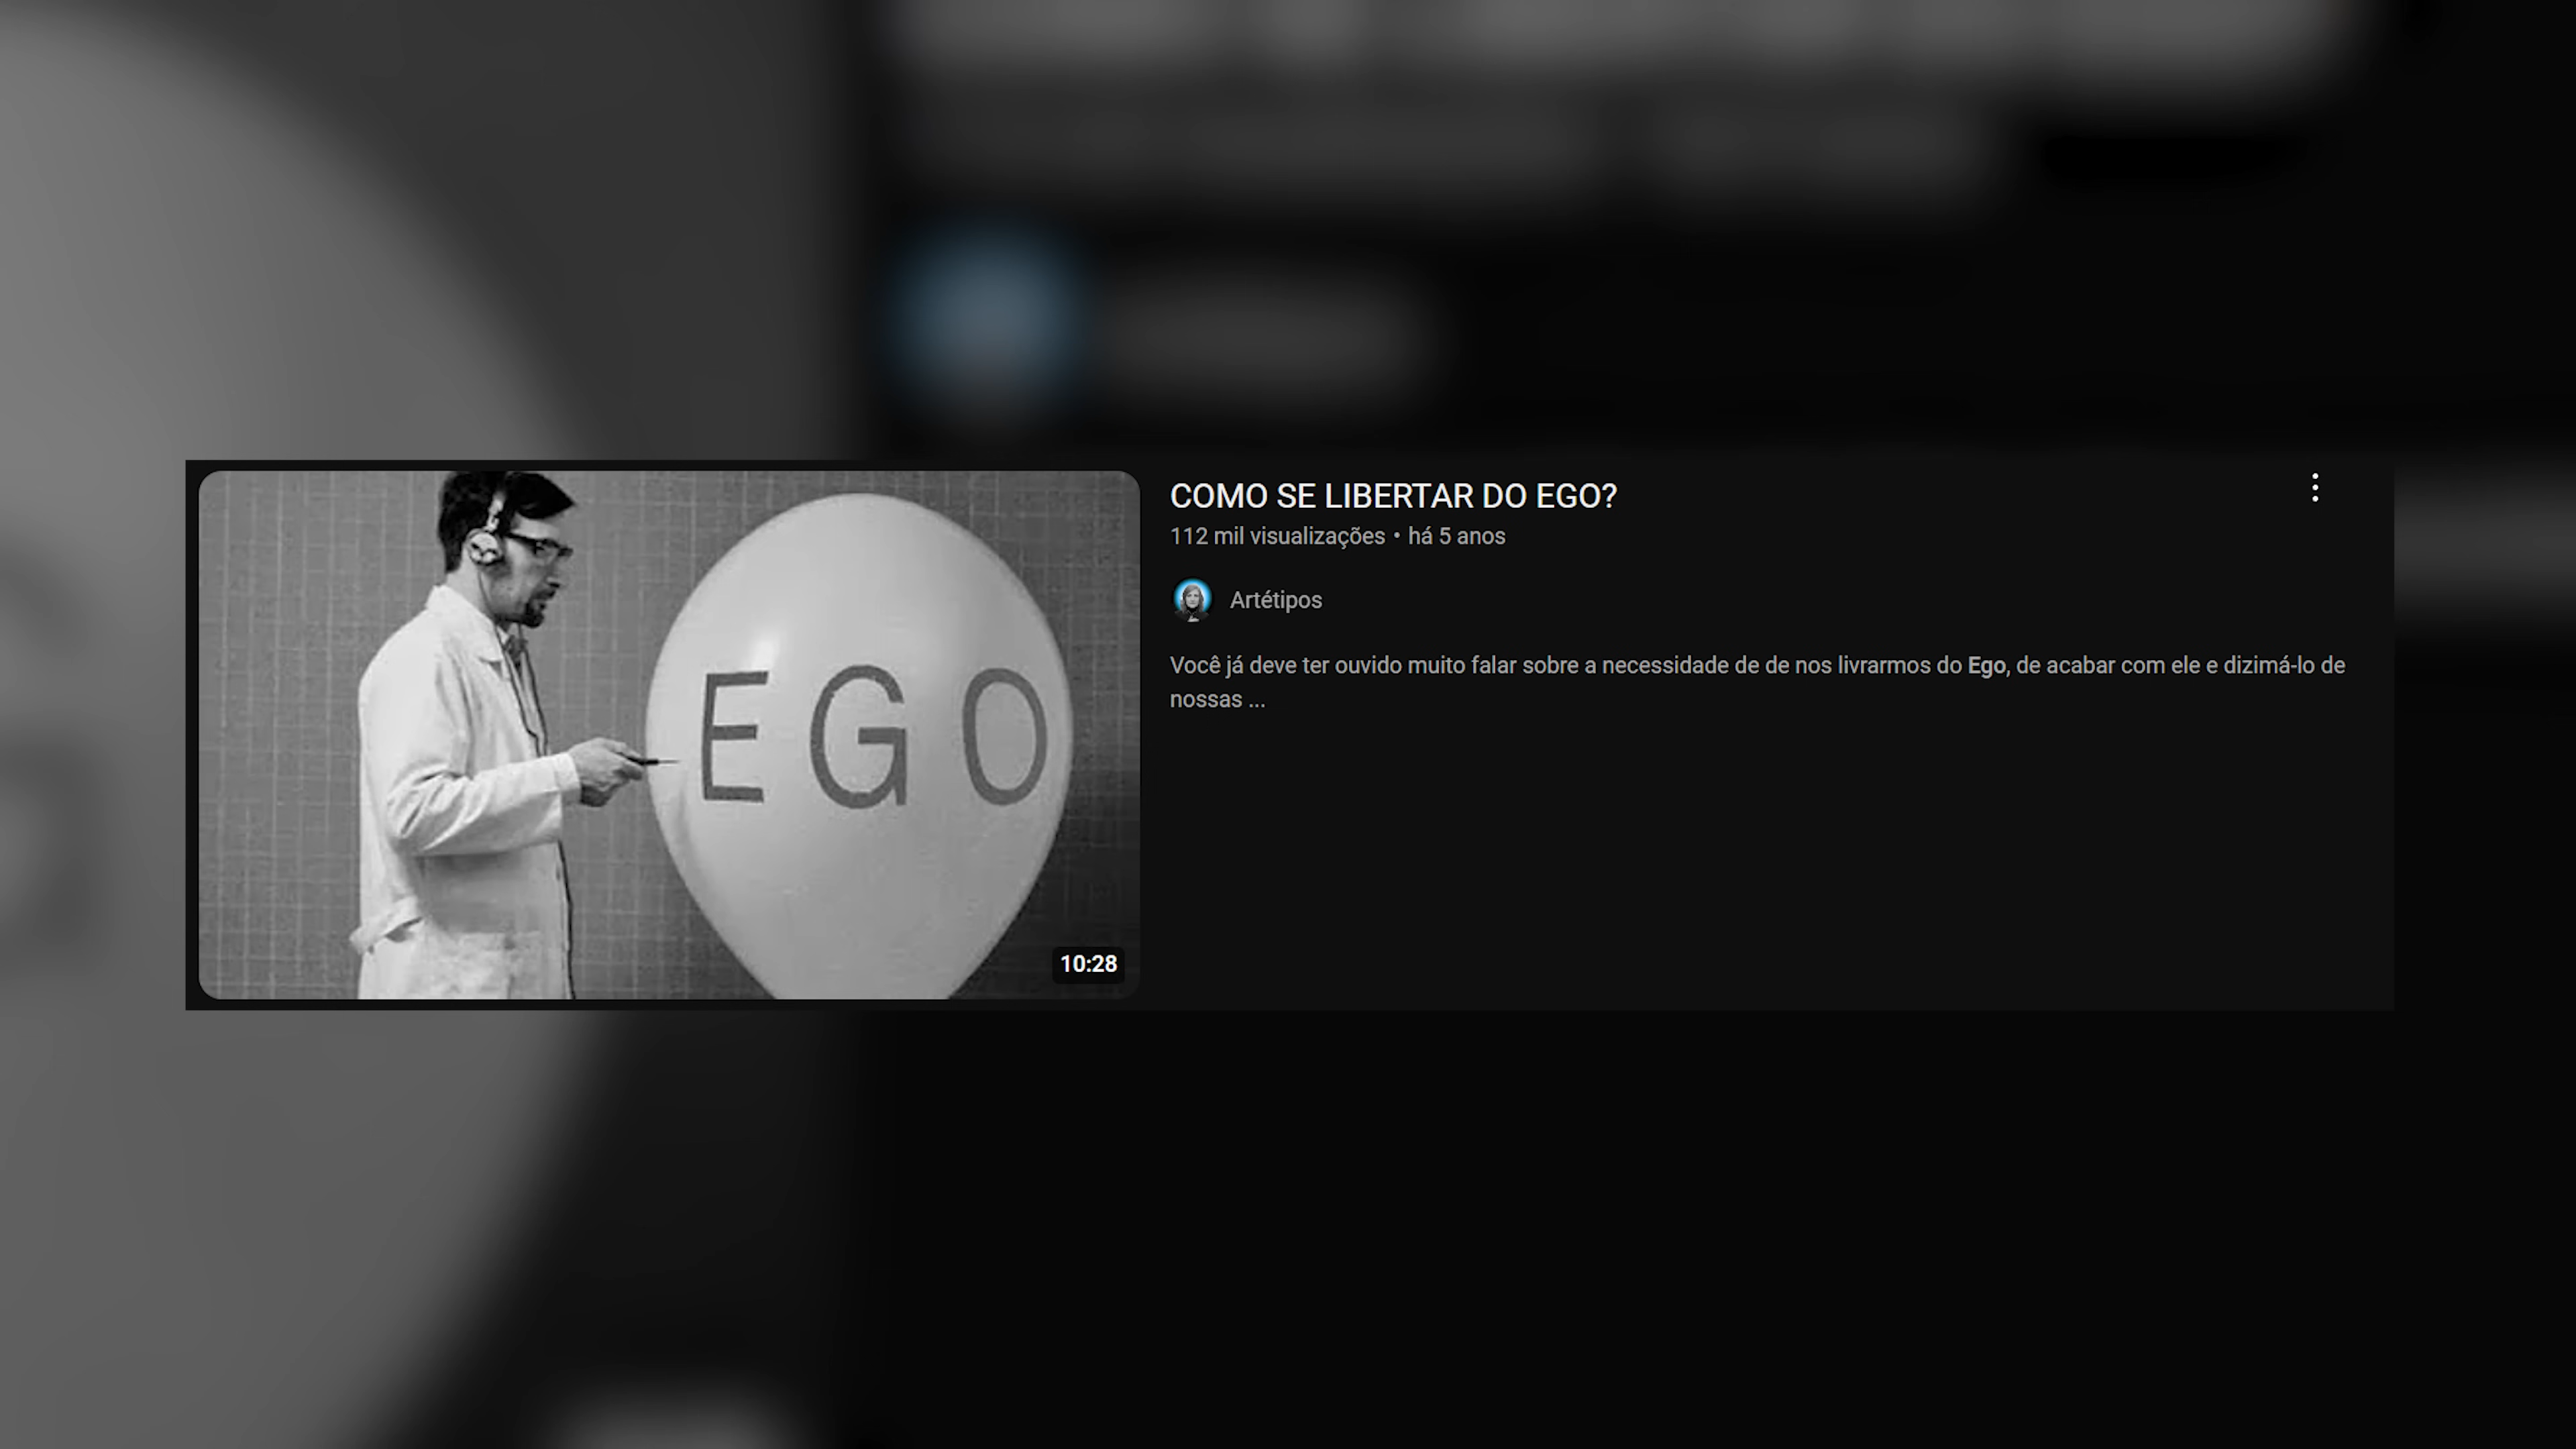 EGO
10:28
COMO SE LIBERTAR DO EGO?
112 mil visualizações • há 5 anos
Artétipos
Você já deve ter ouvido muito falar sobre a necessidade de de nos livrarmos do Ego, de acabar com ele e dizimá-lo de
nossas ...